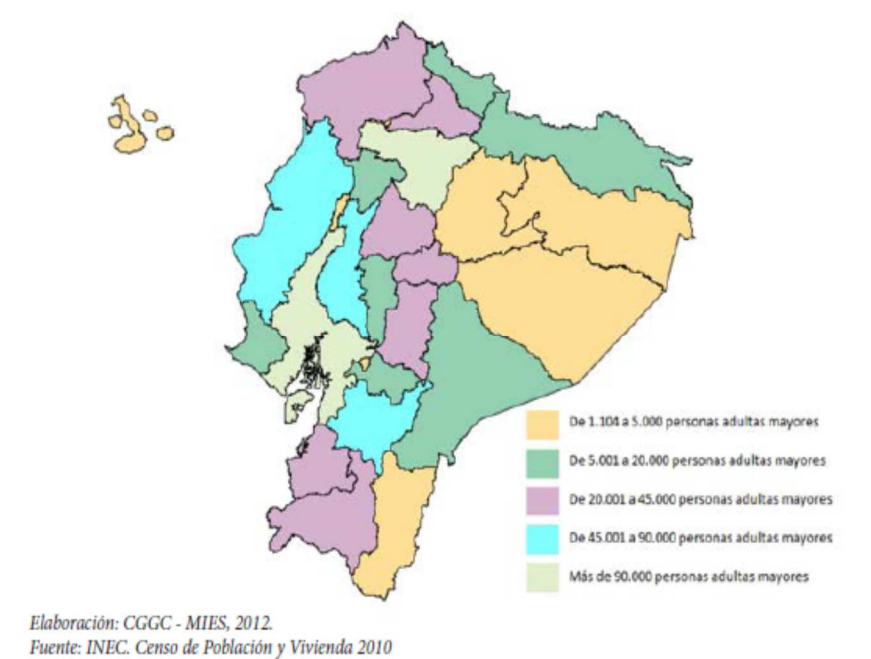 De 1.104 a 5.000 personas adultas mayores
De 5.001 a 20.000 personas adultas mayores
De 20.001 a 45.000 personas adultas mayores
De 45.001 a 90.000 personas adultas mayores
Más de 90.000 personas adultas mayores
Elaboración: CGGC - MIES, 2012.
Fuente: INEC. Censo de Población y Vivienda 2010